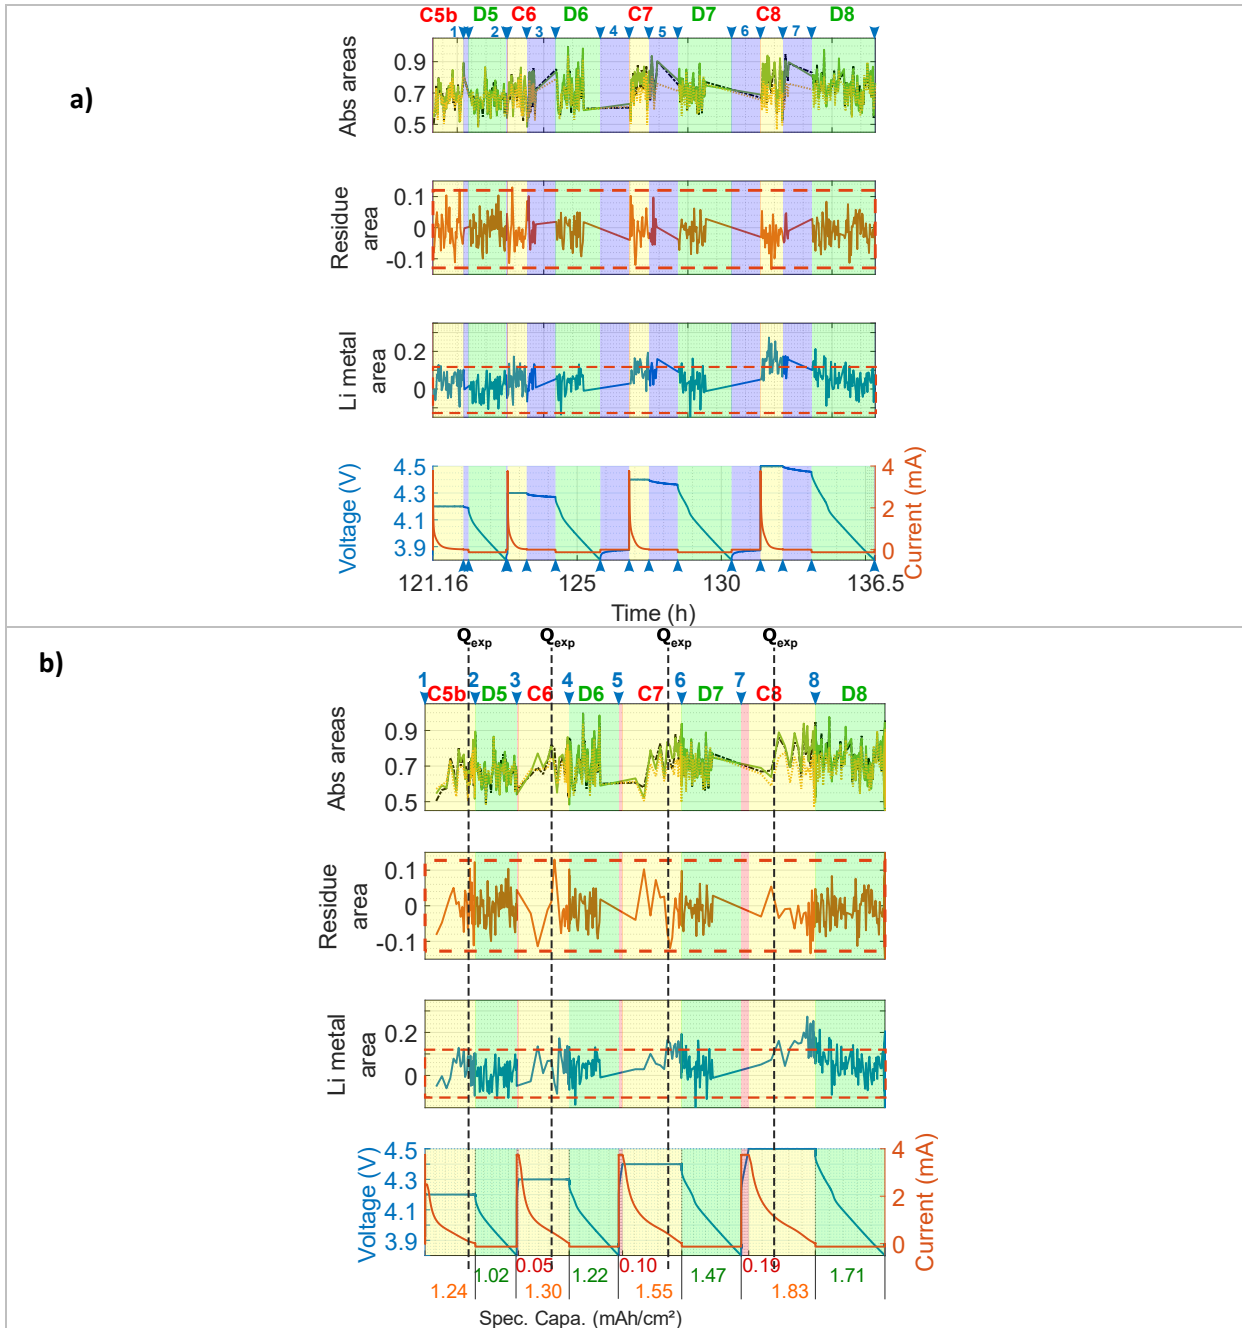 a)
C5b D5 C6 D6 C7 D7 C8 D8
1 2 3 4 5 6 7
Abs areas
0.9
0.7
0.5
Residue area
0.1
0
-0.1
Li metal area
0.2
0
Voltage (V)
4.5
4.3
4.1
3.9
4
2
0
Current (mA)
121.16 125 130 136.5
Time (h)
b)
Qexp Qexp Qexp Qexp
1 2 3 4 5 6 7 8
C5b D5 C6 D6 C7 D7 C8 D8
Abs areas
0.9
0.7
0.5
Residue area
0.1
0
-0.1
Li metal area
0.2
0
Voltage (V)
4.5
4.3
4.1
3.9
4
2
0
Current (mA)
0.05 0.10 0.19
1.02 1.22 1.47 1.71
1.24 1.30 1.55 1.83
Spec. Capa. (mAh/cm²)